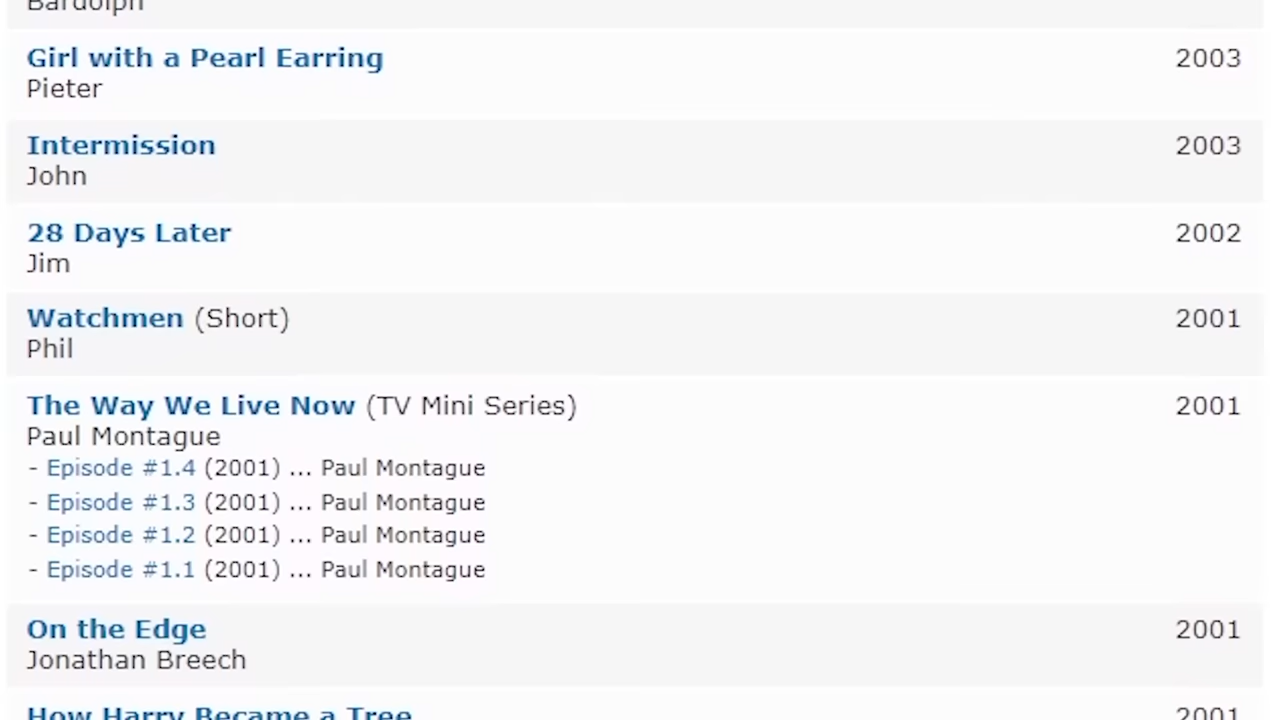 Bardolph
Girl with a Pearl Earring 2003
Pieter
Intermission 2003
John
28 Days Later 2002
Jim
Watchmen (Short) 2001
Phil
The Way We Live Now (TV Mini Series) 2001
Paul Montague
- Episode #1.4 (2001) ... Paul Montague
- Episode #1.3 (2001) ... Paul Montague
- Episode #1.2 (2001) ... Paul Montague
- Episode #1.1 (2001) ... Paul Montague
On the Edge 2001
Jonathan Breech
How Harry Became a Tree 2001